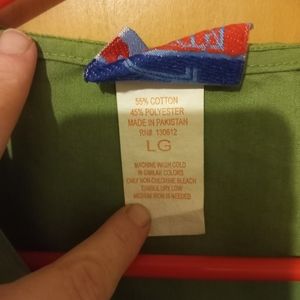 55% COTTON
45% POLYESTER
MADE IN PAKISTAN
RN# 130612
LG
MACHINE WASH COLD
IN SIMILAR COLORS
ONLY NON-CHLORINE BLEACH
TUMBLE DRY LOW
MEDIUM IRON IS NEEDED